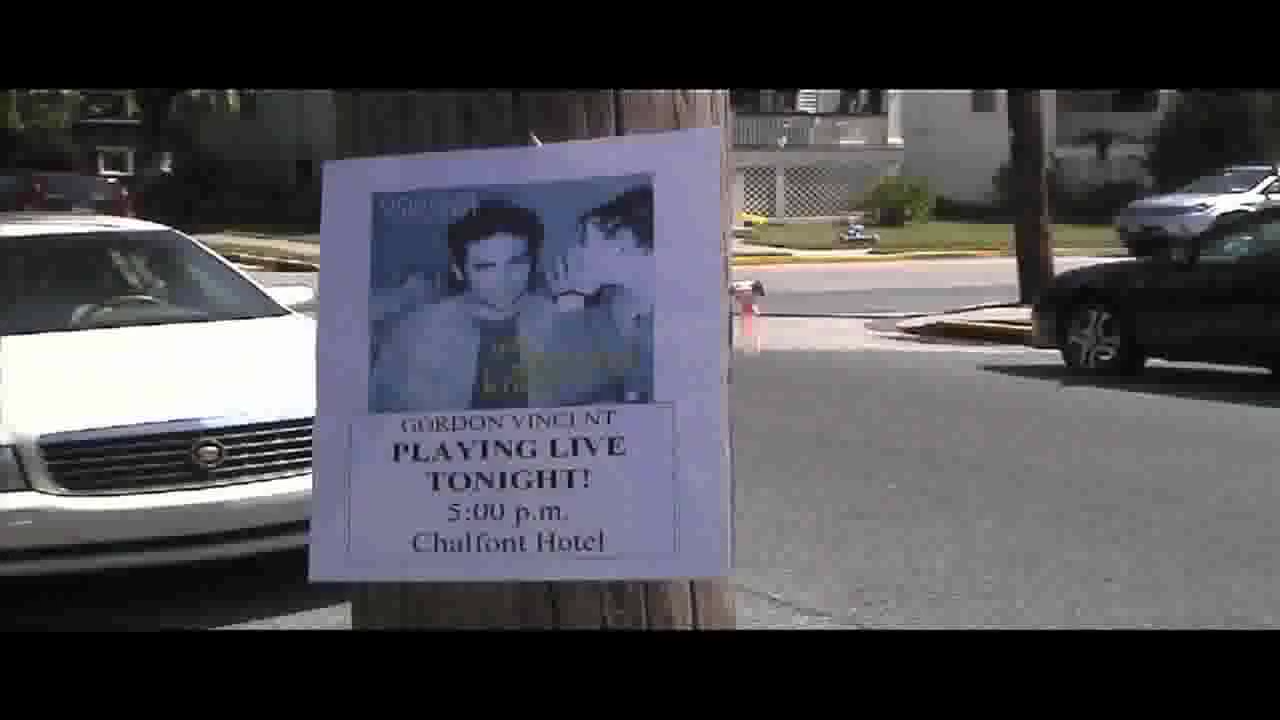 GORDON VINCENT
PLAYING LIVE
TONIGHT!
5:00 p.m.
Chalfont Hotel